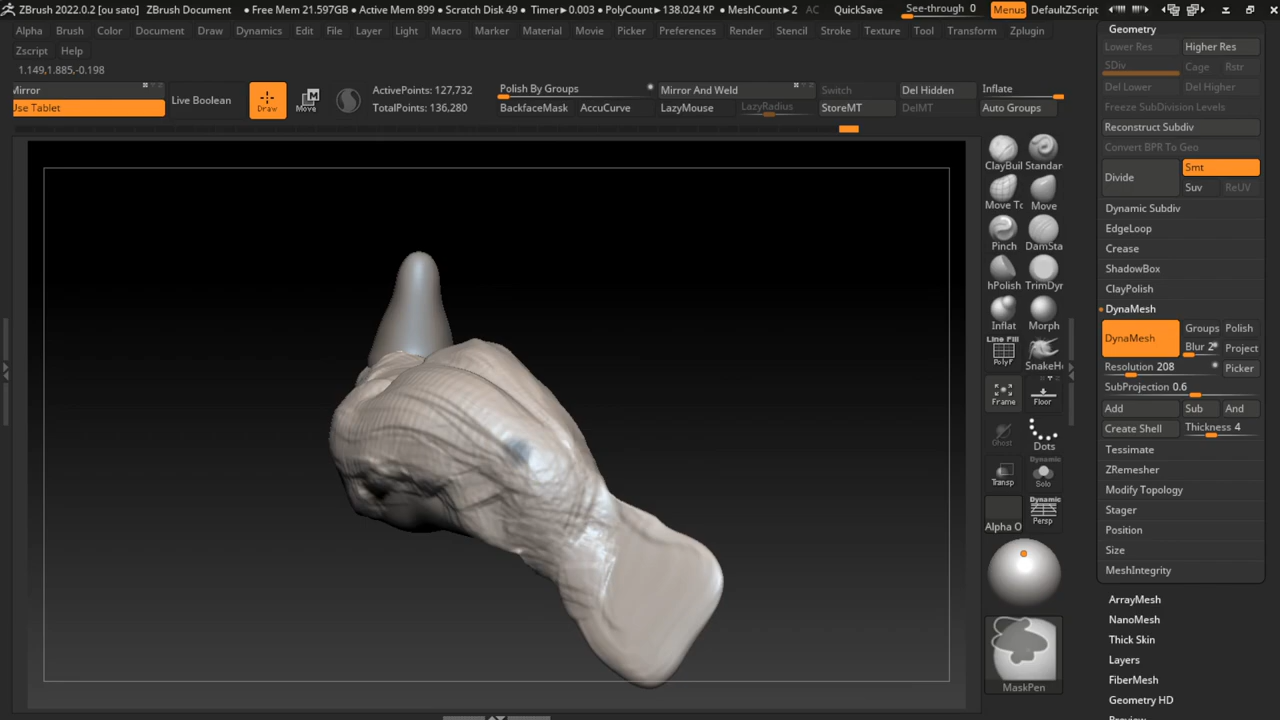 ZBrush 2022.0.2 [ou sato] ZBrush Document • Free Mem 21.597GB • Active Mem 899 • Scratch Disk 49 • Timer▸0.003 • PolyCount▸138.024 KP • MeshCount▸2 AC QuickSave See-through 0 Menus DefaultZScript
Alpha Brush Color Document Draw Dynamics Edit File Layer Light Macro Marker Material Movie Picker Preferences Render Stencil Stroke Texture Tool Transform Zplugin
Zscript Help
1.149,1.885,-0.198
Mirror
Use Tablet
Live Boolean
Draw
Move
M
ActivePoints: 127,732
TotalPoints: 136,280
Polish By Groups
BackfaceMask AccuCurve
Mirror And Weld
LazyMouse LazyRadius
Switch
StoreMT
Del Hidden
DelMT
Inflate
Auto Groups
ClayBuil Standar
Move To Move
Pinch DamSta
hPolish TrimDyn
Inflat Morph
Line Fill
PolyF SnakeHo
Frame Floor
Ghost Dots
Transp Dynamic
Solo
Dynamic
Persp
Alpha O
MaskPen
Geometry
Lower Res Higher Res
SDiv Cage Rstr
Del Lower Del Higher
Freeze SubDivision Levels
Reconstruct Subdiv
Convert BPR To Geo
Divide Smt
Suv ReUV
Dynamic Subdiv
EdgeLoop
Crease
ShadowBox
ClayPolish
DynaMesh
DynaMesh Groups Polish
Blur 2 Project
Resolution 208 Picker
SubProjection 0.6
Add Sub And
Create Shell Thickness 4
Tessimate
ZRemesher
Modify Topology
Stager
Position
Size
MeshIntegrity
ArrayMesh
NanoMesh
Thick Skin
Layers
FiberMesh
Geometry HD
Preview